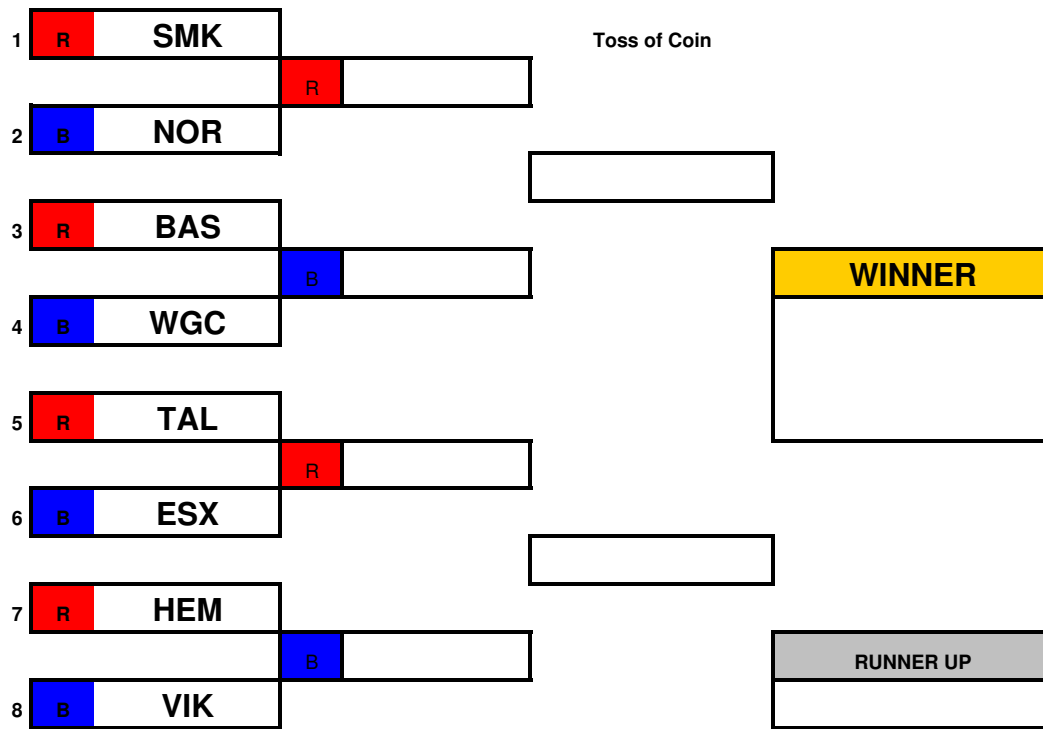 1 R SMK
Toss of Coin
R
2 B NOR
3 R BAS
B
WINNER
4 B WGC
5 R TAL
R
6 B ESX
7 R HEM
B
RUNNER UP
8 B VIK